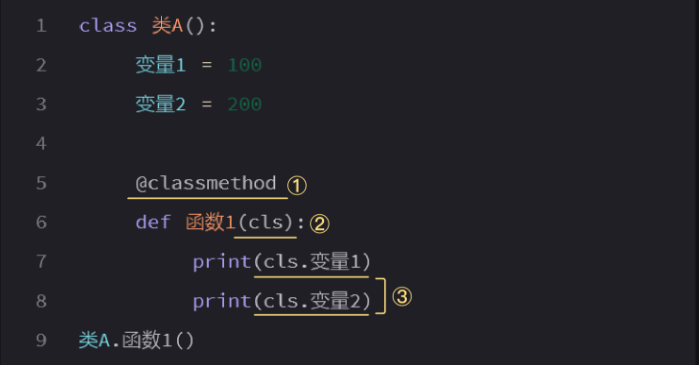 1 class 类A():
2 变量1 = 100
3 变量2 = 200
4
5 @classmethod ①
6 def 函数1(cls): ②
7 print(cls.变量1)
8 print(cls.变量2) ③
9 类A.函数1()